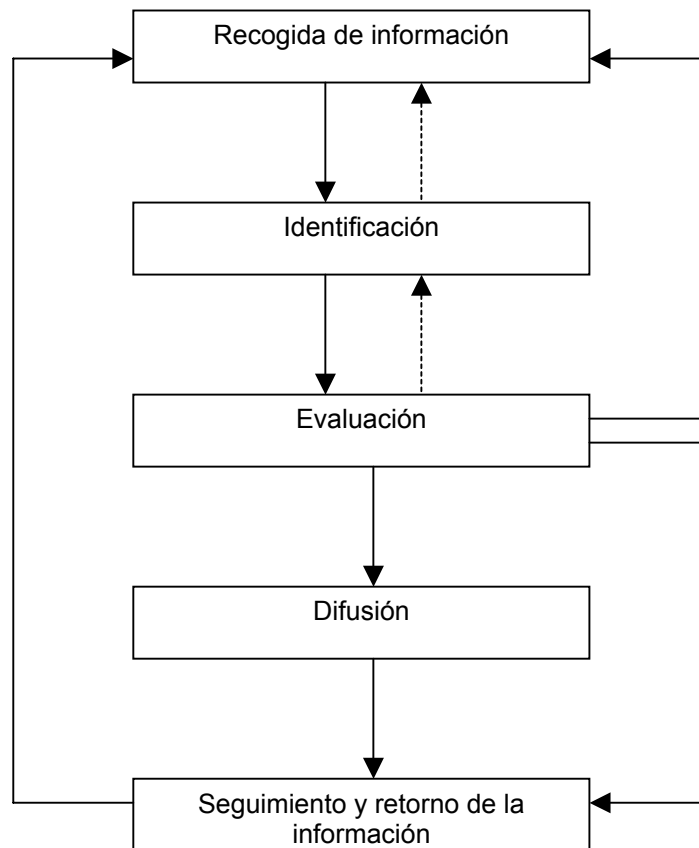 Recogida de información
Identificación
Evaluación
Difusión
Seguimiento y retorno de la
información